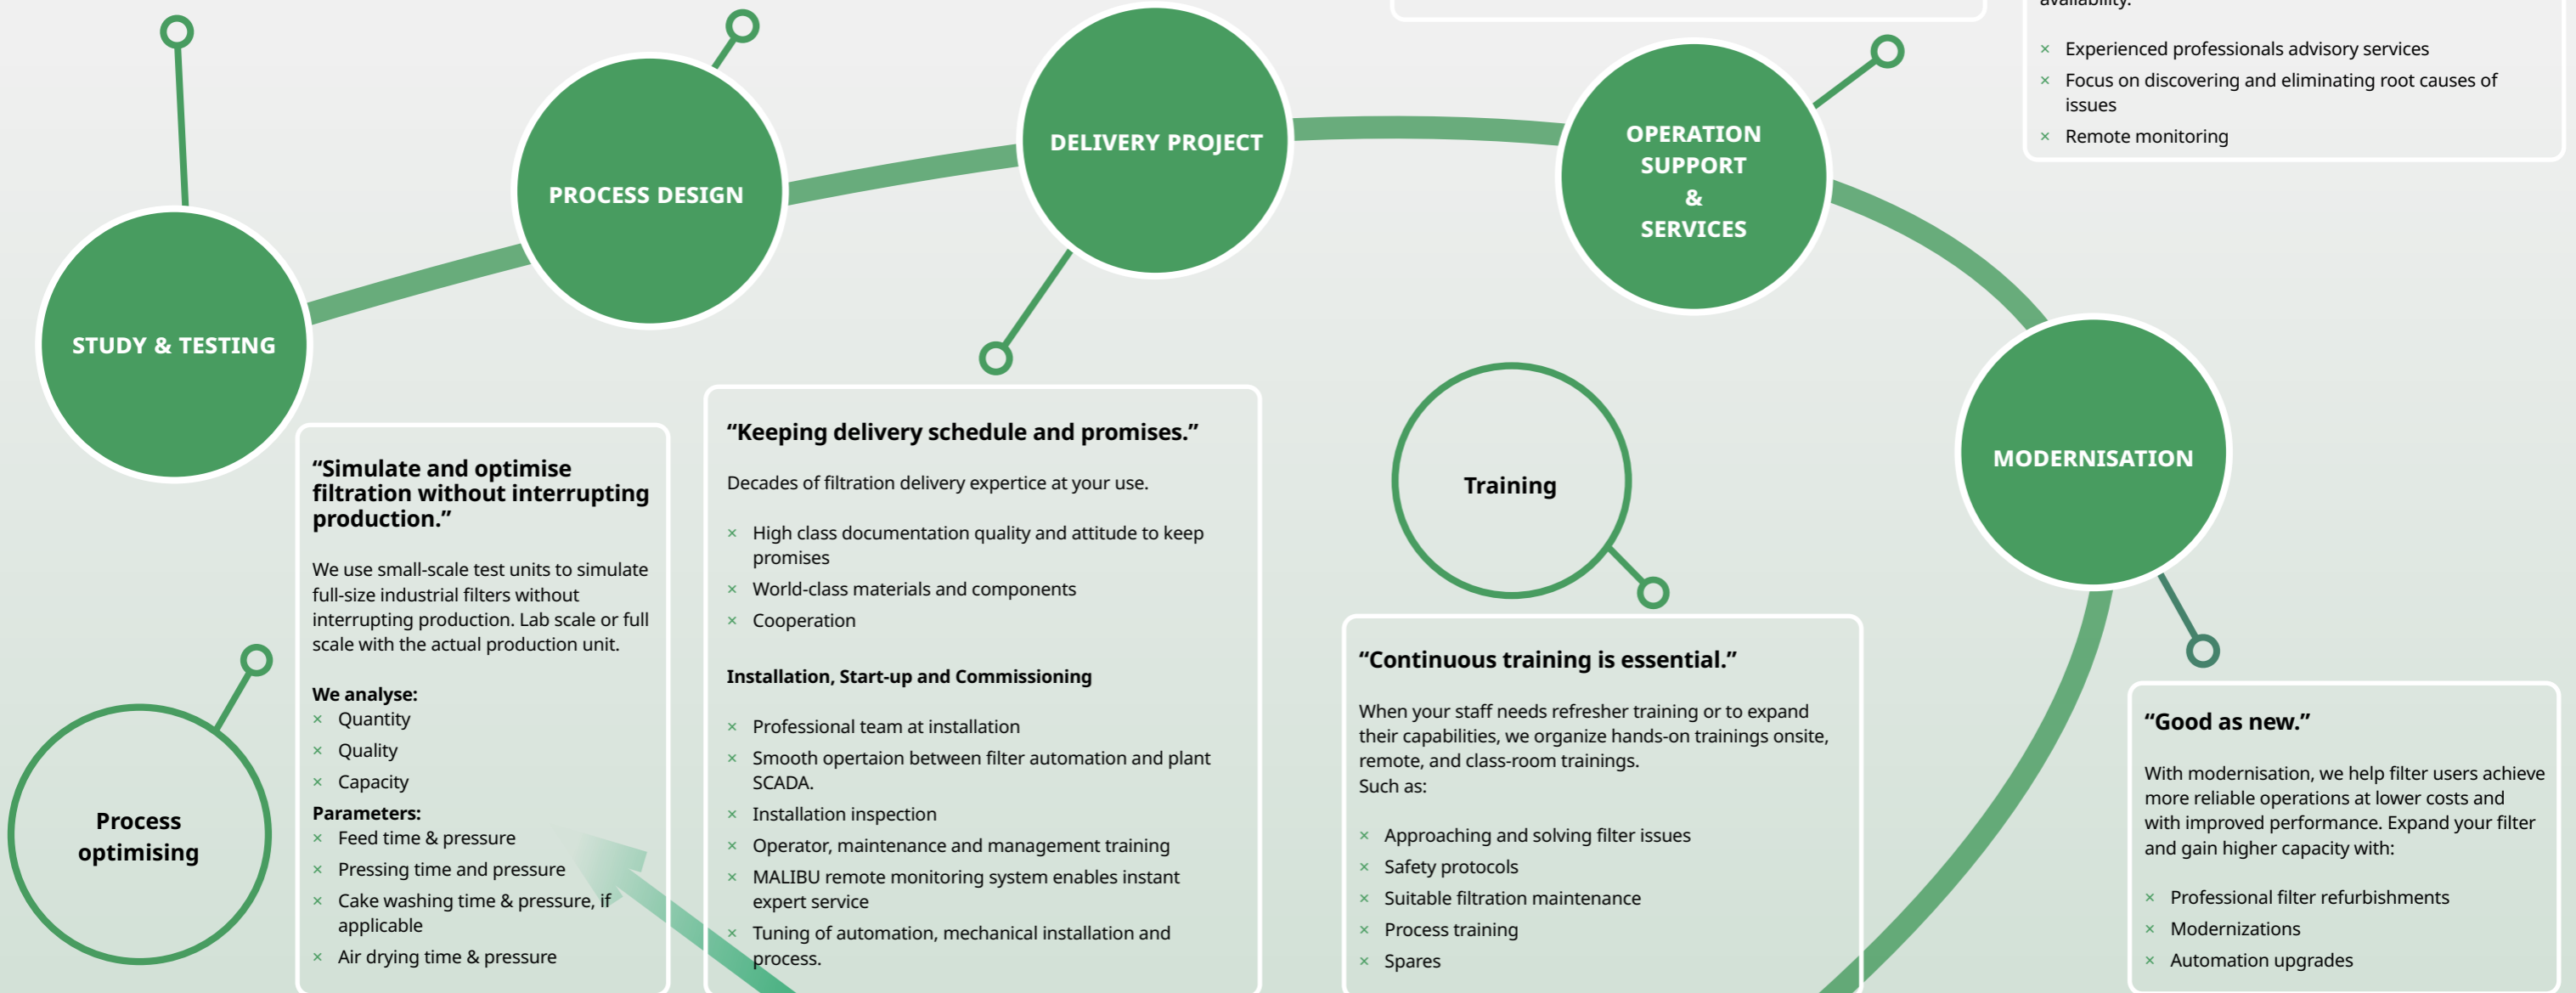 availability.
× Experienced professionals advisory services
× Focus on discovering and eliminating root causes of
issues
× Remote monitoring
STUDY & TESTING
PROCESS DESIGN
DELIVERY PROJECT
OPERATION
SUPPORT
&
SERVICES
MODERNISATION
Process
optimising
“Simulate and optimise
filtration without interrupting
production.”
We use small-scale test units to simulate
full-size industrial filters without
interrupting production. Lab scale or full
scale with the actual production unit.
We analyse:
× Quantity
× Quality
× Capacity
Parameters:
× Feed time & pressure
× Pressing time and pressure
× Cake washing time & pressure, if
applicable
× Air drying time & pressure
“Keeping delivery schedule and promises.”
Decades of filtration delivery expertice at your use.
× High class documentation quality and attitude to keep
promises
× World-class materials and components
× Cooperation
Installation, Start-up and Commissioning
× Professional team at installation
× Smooth opertaion between filter automation and plant
SCADA.
× Installation inspection
× Operator, maintenance and management training
× MALIBU remote monitoring system enables instant
expert service
× Tuning of automation, mechanical installation and
process.
Training
“Continuous training is essential.”
When your staff needs refresher training or to expand
their capabilities, we organize hands-on trainings onsite,
remote, and class-room trainings.
Such as:
× Approaching and solving filter issues
× Safety protocols
× Suitable filtration maintenance
× Process training
× Spares
“Good as new.”
With modernisation, we help filter users achieve
more reliable operations at lower costs and
with improved performance. Expand your filter
and gain higher capacity with:
× Professional filter refurbishments
× Modernizations
× Automation upgrades